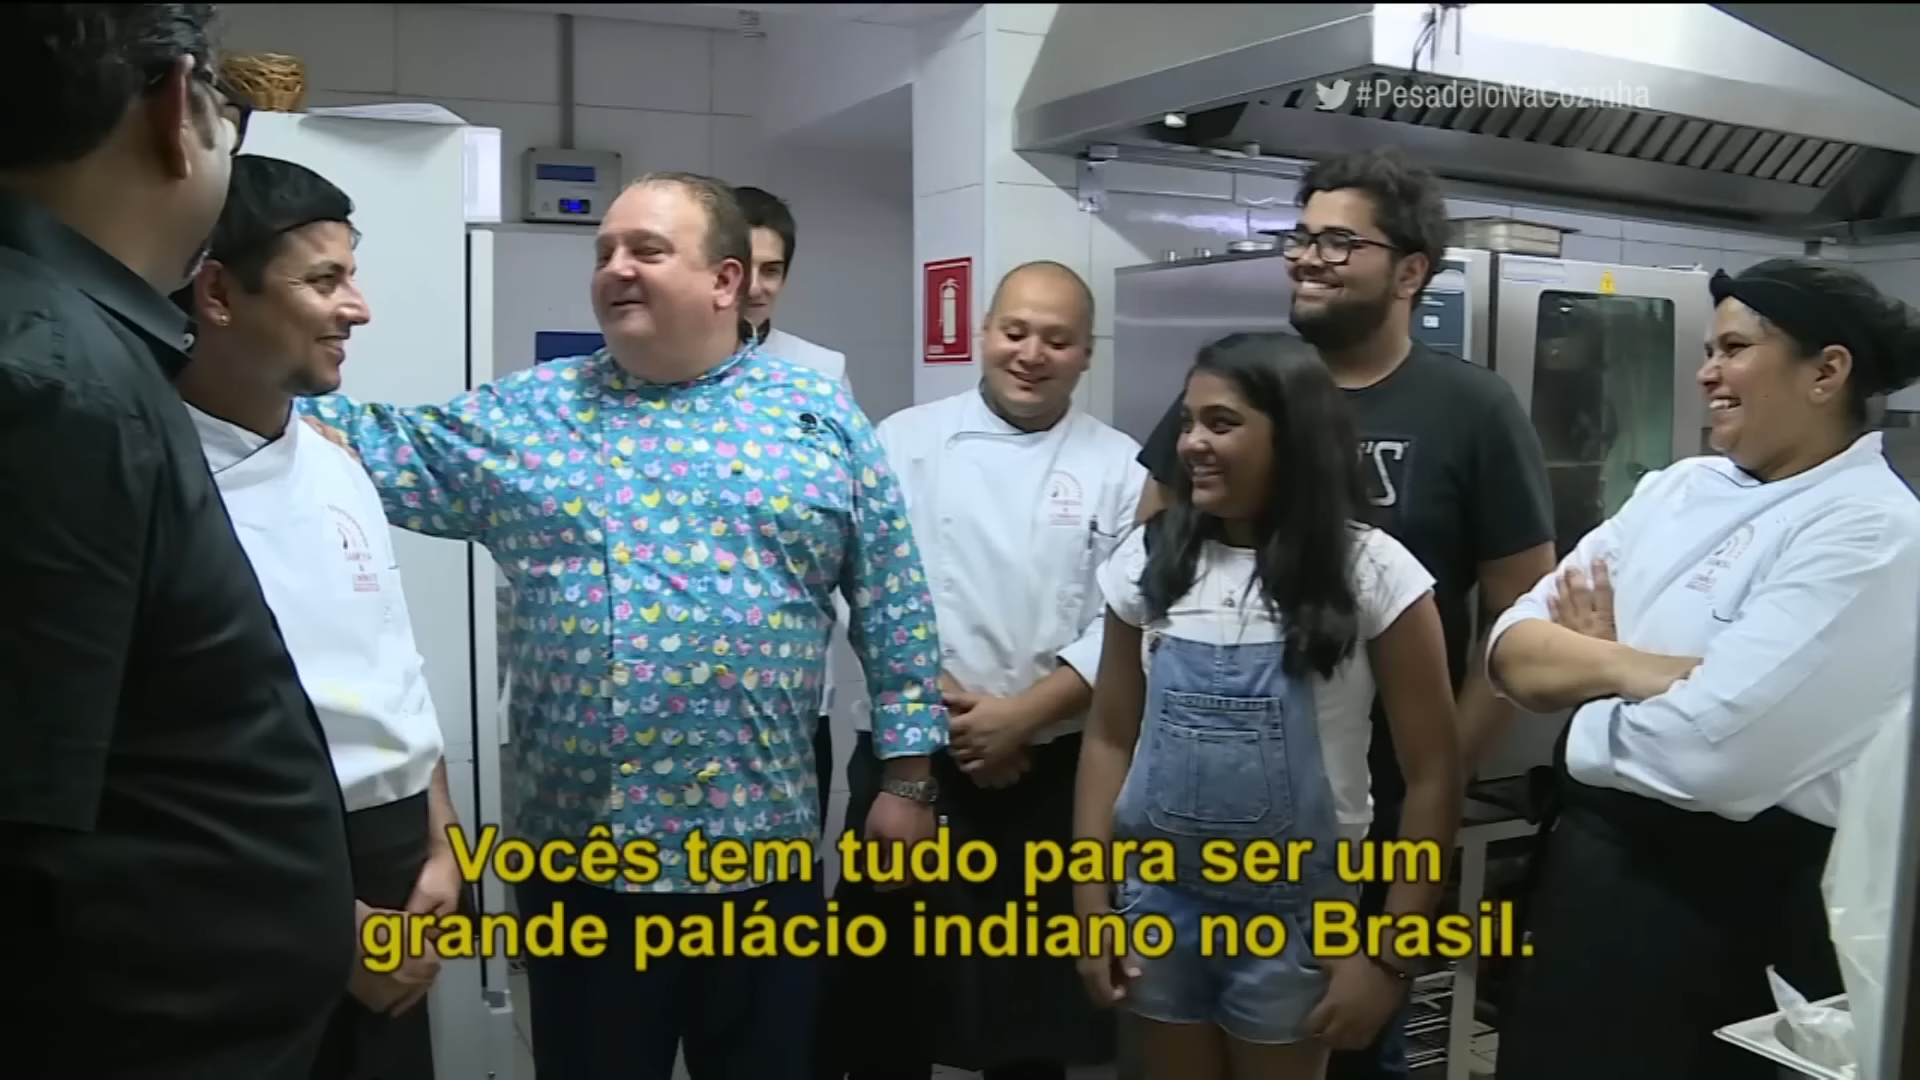 #PesadeloNaCozinha
Vocês tem tudo para ser um
grande palácio indiano no Brasil.